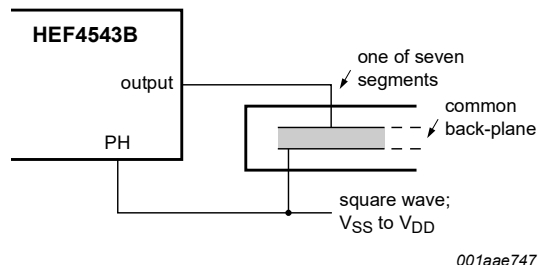 HEF4543B
output
PH
one of seven
segments
common
back-plane
square wave;
VSS to VDD
001aae747